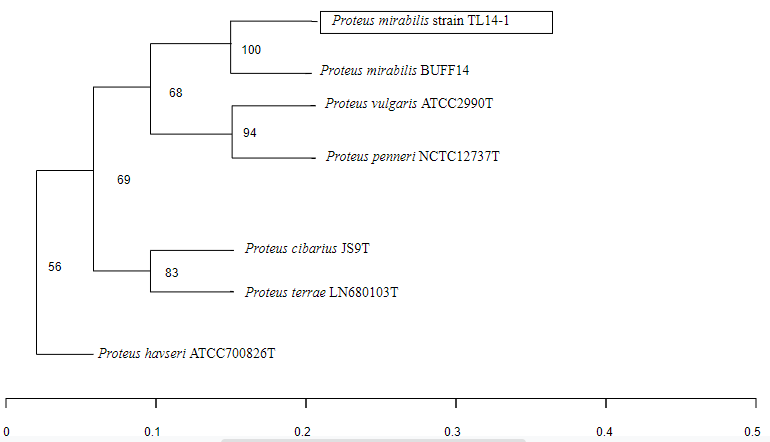 Proteus mirabilis strain TL14-1
100
Proteus mirabilis BUFF14
68
Proteus vulgaris ATCC2990T
94
Proteus penneri NCTC12737T
69
Proteus cibarius JS9T
56
83
Proteus terrae LN680103T
Proteus havseri ATCC700826T
0 0.1 0.2 0.3 0.4 0.5